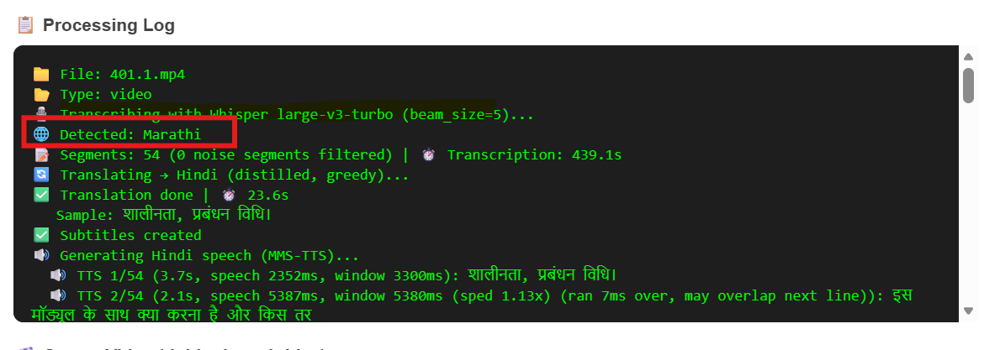 Processing Log
File: 401.1.mp4
Type: video
Transcribing with Whisper large-v3-turbo (beam_size=5)...
Detected: Marathi
Segments: 54 (0 noise segments filtered) | Transcription: 439.1s
Translating → Hindi (distilled, greedy)...
Translation done | 23.6s
Sample: शालीनता, प्रबंधन विधि।
Subtitles created
Generating Hindi speech (MMS-TTS)...
TTS 1/54 (3.7s, speech 2352ms, window 3300ms): शालीनता, प्रबंधन विधि।
TTS 2/54 (2.1s, speech 5387ms, window 5380ms (sped 1.13x) (ran 7ms over, may overlap next line)): इस
मॉड्यूल के साथ क्या करना है और किस तर